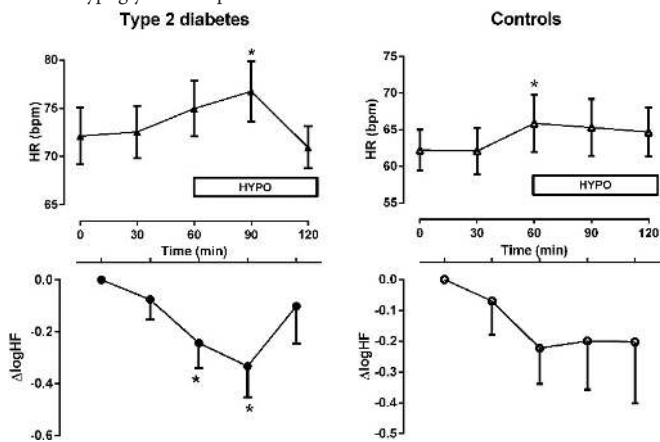 Type 2 diabetes
Controls
80
75
70
65
HR (bpm)
*
HYPO
0 30 60 90 120
Time (min)
75
70
65
60
55
HR (bpm)
*
HYPO
0 30 60 90 120
Time (min)
0.0
-0.2
-0.4
-0.6
ΔlogHF
*
*
0.0
-0.1
-0.2
-0.3
-0.4
-0.5
ΔlogHF